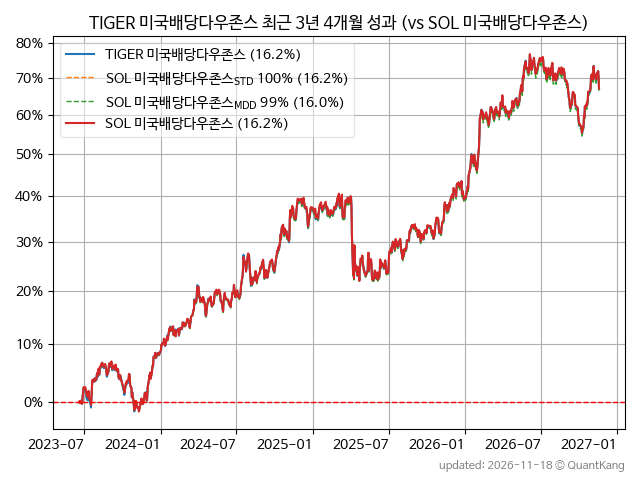 TIGER 미국배당다우존스 최근 3년 4개월 성과 (vs SOL 미국배당다우존스)
80%
70%
60%
50%
40%
30%
20%
10%
0%
TIGER 미국배당다우존스 (16.2%)
SOL 미국배당다우존스STD 100% (16.2%)
SOL 미국배당다우존스MDD 99% (16.0%)
SOL 미국배당다우존스 (16.2%)
2023-07 2024-01 2024-07 2025-01 2025-07 2026-01 2026-07 2027-01
updated: 2026-11-18 © QuantKang